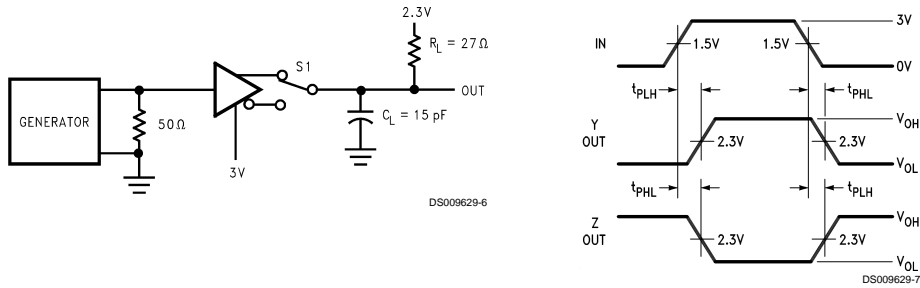 2.3V
R_L = 27Ω
S1
OUT
GENERATOR
50Ω
C_L = 15 pF
3V
DS009629-6
IN
1.5V
1.5V
3V
0V
t_PLH
t_PHL
Y
OUT
2.3V
2.3V
V_OH
V_OL
t_PHL
t_PLH
Z
OUT
2.3V
2.3V
V_OH
V_OL
DS009629-7